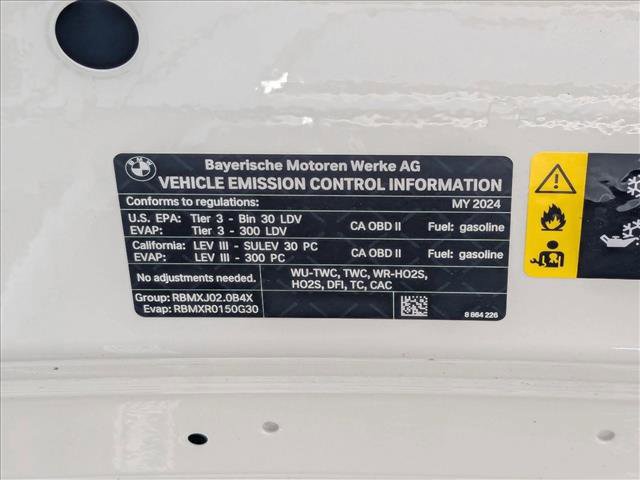 BMW
Bayerische Motoren Werke AG
VEHICLE EMISSION CONTROL INFORMATION
Conforms to regulations: MY 2024
U.S. EPA: Tier 3 - Bin 30 LDV CA OBD II Fuel: gasoline
EVAP: Tier 3 - 300 LDV
California: LEV III - SULEV 30 PC CA OBD II Fuel: gasoline
EVAP: LEV III - 300 PC
No adjustments needed.
WU-TWC, TWC, WR-HO2S,
HO2S, DFI, TC, CAC
Group: RBMXJ02.0B4X
Evap: RBMXR0150G30
8 864 226